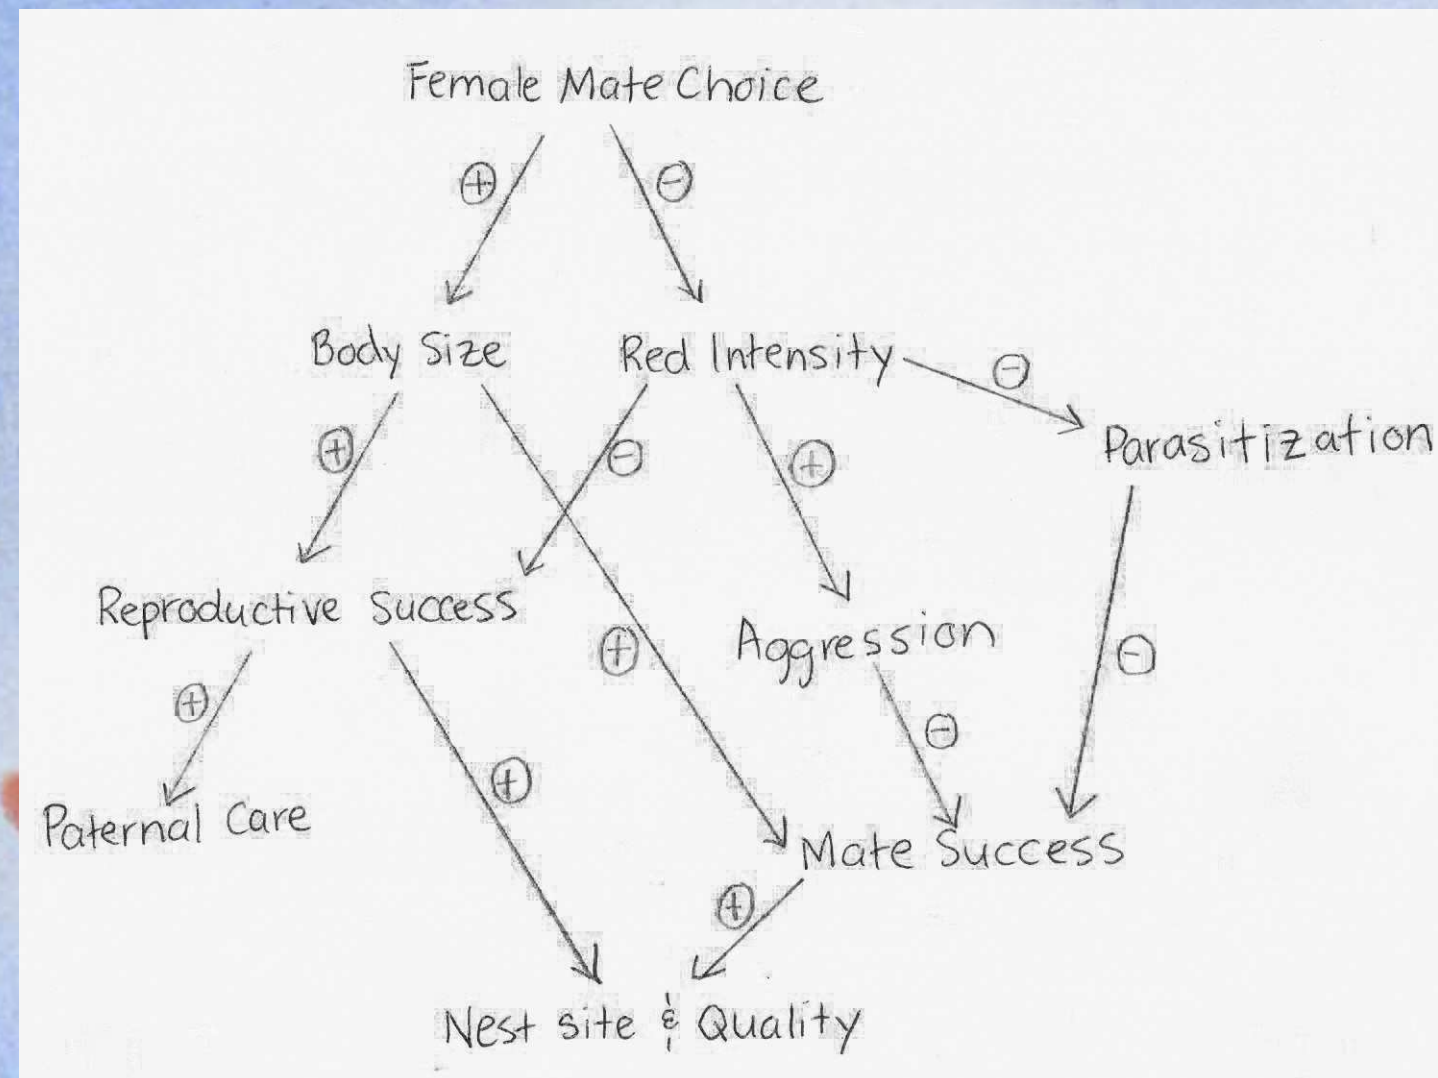 Female Mate Choice
⊕ ⊖
Body Size Red Intensity
⊖
Parasitization
⊕ ⊖ ⊕
Reproductive Success
Aggression
⊕ ⊖
⊕ ⊖
⊕
Paternal Care
Mate Success
⊕
Nest site & Quality